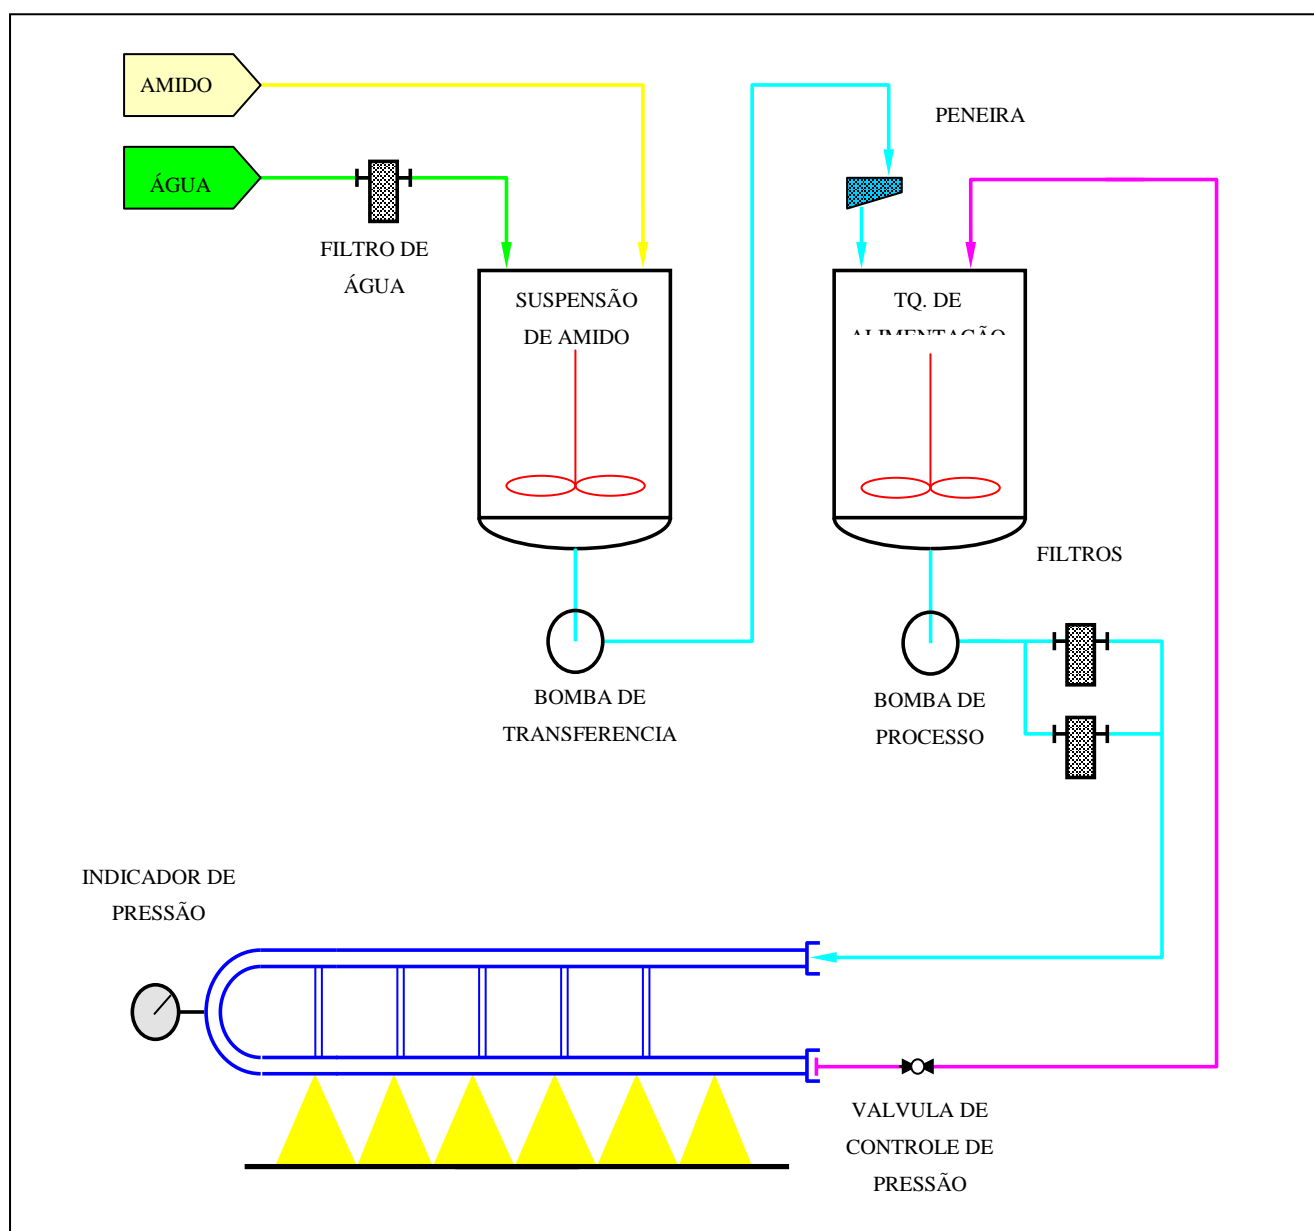 AMIDO
PENEIRA
ÁGUA
FILTRO DE
ÁGUA
SUSPENSÃO
DE AMIDO
TQ. DE
ALIMENTAÇÃO
FILTROS
BOMBA DE
TRANSFERENCIA
BOMBA DE
PROCESSO
INDICADOR DE
PRESSÃO
VALVULA DE
CONTROLE DE
PRESSÃO